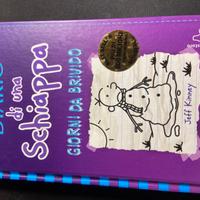 DIARIO
di una
Schiappa
GIORNI DA BRIVIDO
Jeff Kinney